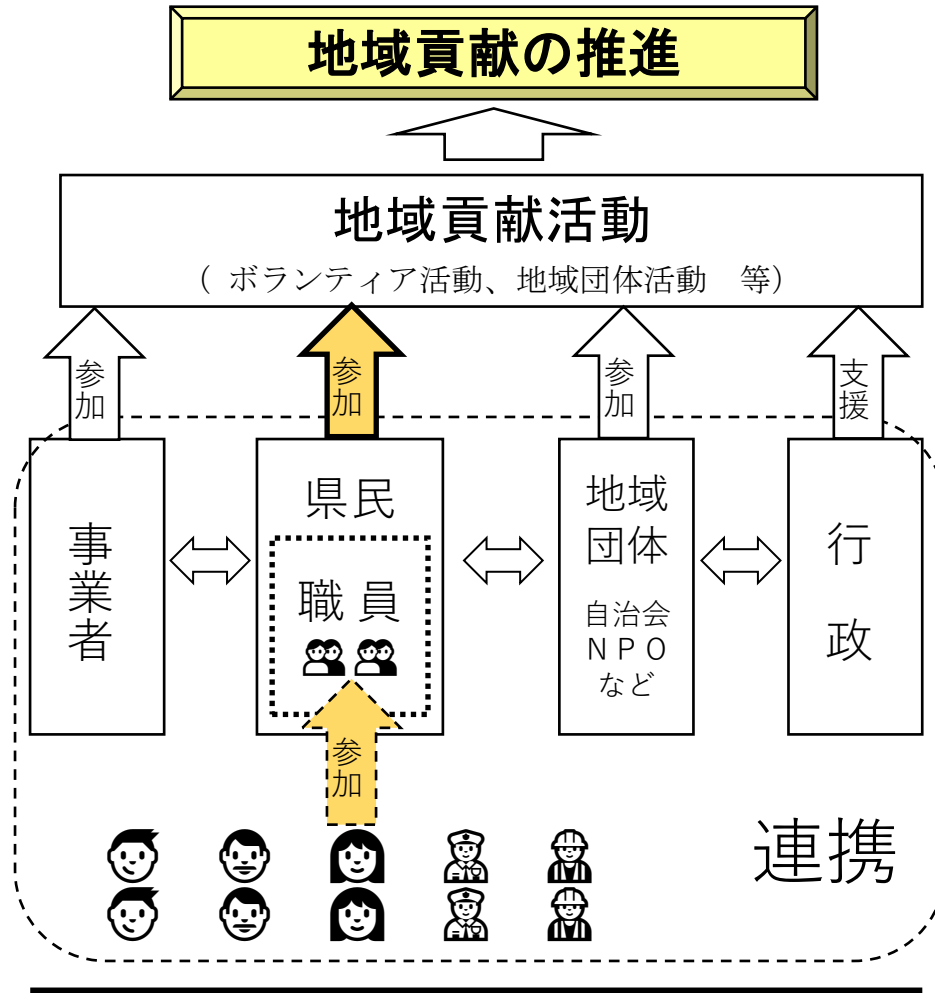 地域貢献の推進
地域貢献活動
（ ボランティア活動、地域団体活動　等）
参加
参加
参加
支援
事業者
県民
職員
地域
団体
自治会
ＮＰＯ
など
行政
参加
連携